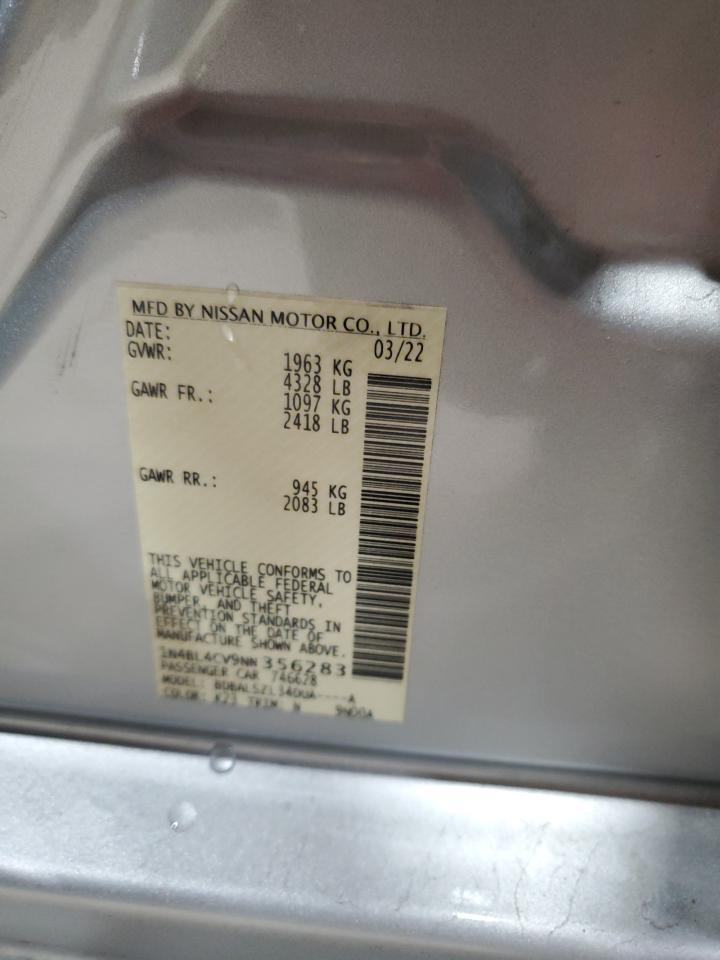 MFD BY NISSAN MOTOR CO., LTD.
DATE: 03/22
GVWR: 1963 KG
4328 LB
GAWR FR.: 1097 KG
2418 LB
GAWR RR.: 945 KG
2083 LB
THIS VEHICLE CONFORMS TO
ALL APPLICABLE FEDERAL
MOTOR VEHICLE SAFETY,
BUMPER, AND THEFT
PREVENTION STANDARDS IN
EFFECT ON THE DATE OF
MANUFACTURE SHOWN ABOVE.
1N4BL4CV9NN356283
PASSENGER CAR 746628
MODEL: ----A
COLOR: K23 TRIM: N